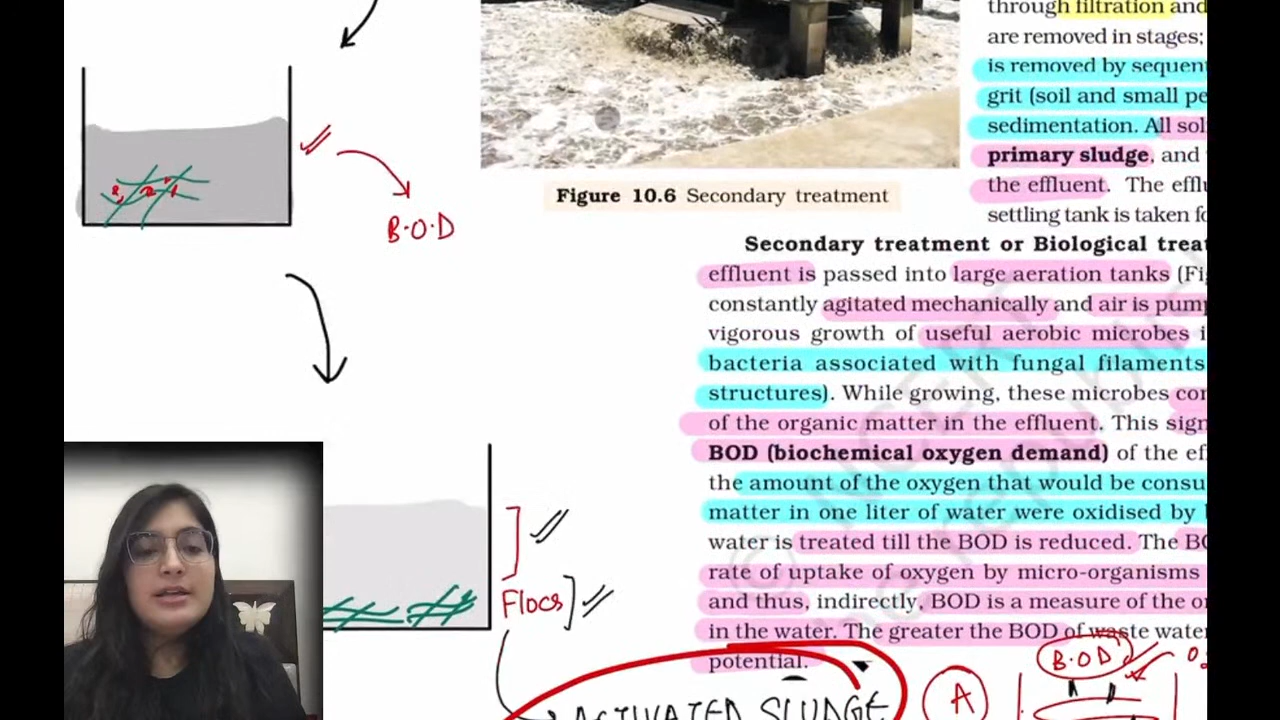 through filtration and
are removed in stages;
is removed by sequen
grit (soil and small pe
sedimentation. All sol
primary sludge, and
the effluent. The efflu
settling tank is taken fo
B.O.D
Figure 10.6 Secondary treatment
Secondary treatment or Biological treat
effluent is passed into large aeration tanks (Fi
constantly agitated mechanically and air is pum
vigorous growth of useful aerobic microbes i
bacteria associated with fungal filaments
structures). While growing, these microbes con
of the organic matter in the effluent. This sign
BOD (biochemical oxygen demand) of the ef
the amount of the oxygen that would be consu
matter in one liter of water were oxidised by
water is treated till the BOD is reduced. The BO
rate of uptake of oxygen by micro-organisms
and thus, indirectly, BOD is a measure of the or
in the water. The greater the BOD of waste water
potential.
Flocs
ACTIVATED SLUDGE
A
B.O.D